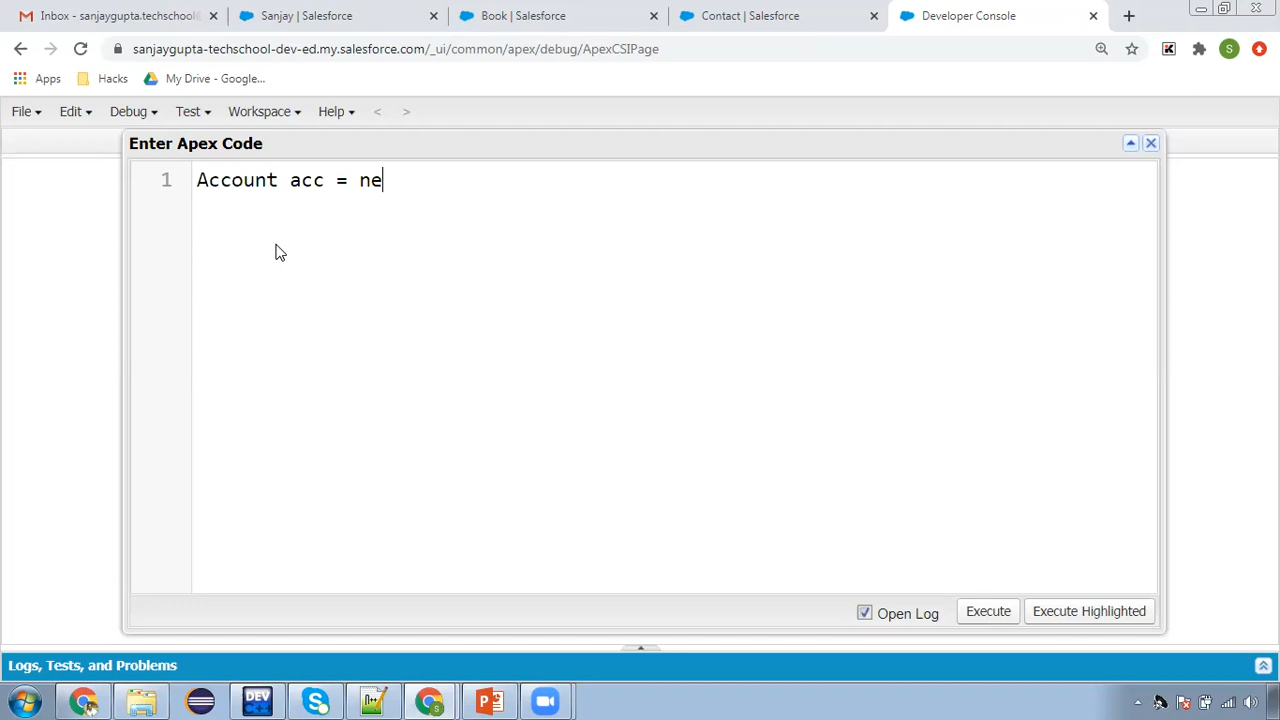 Inbox - sanjaygupta.techschool@
Sanjay | Salesforce
Book | Salesforce
Contact | Salesforce
Developer Console
sanjaygupta-techschool-dev-ed.my.salesforce.com/_ui/common/apex/debug/ApexCSIPage
S
Apps
Hacks
My Drive - Google...
File
Edit
Debug
Test
Workspace
Help
<
>
Enter Apex Code
1
Account acc = ne
Open Log
Execute
Execute Highlighted
Logs, Tests, and Problems
DEV
C++